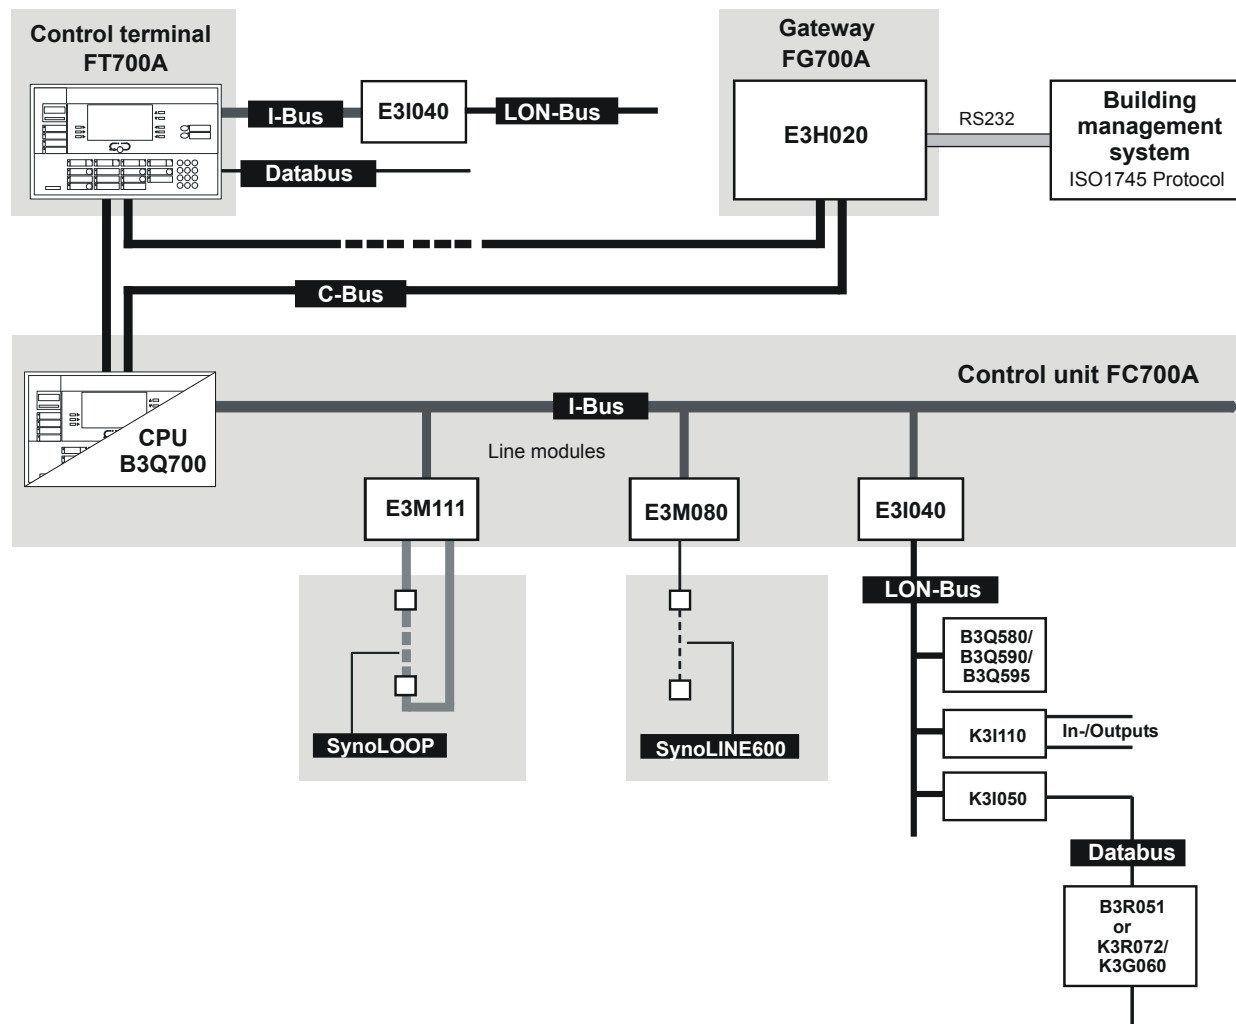 Control terminal
FT700A
Gateway
FG700A
I-Bus
E3I040
LON-Bus
Databus
E3H020
RS232
Building
management
system
ISO1745 Protocol
C-Bus
Control unit FC700A
CPU
B3Q700
I-Bus
Line modules
E3M111
E3M080
E3I040
LON-Bus
SynoLOOP
SynoLINE600
B3Q580/
B3Q590/
B3Q595
K3I110
In-/Outputs
K3I050
Databus
B3R051
or
K3R072/
K3G060